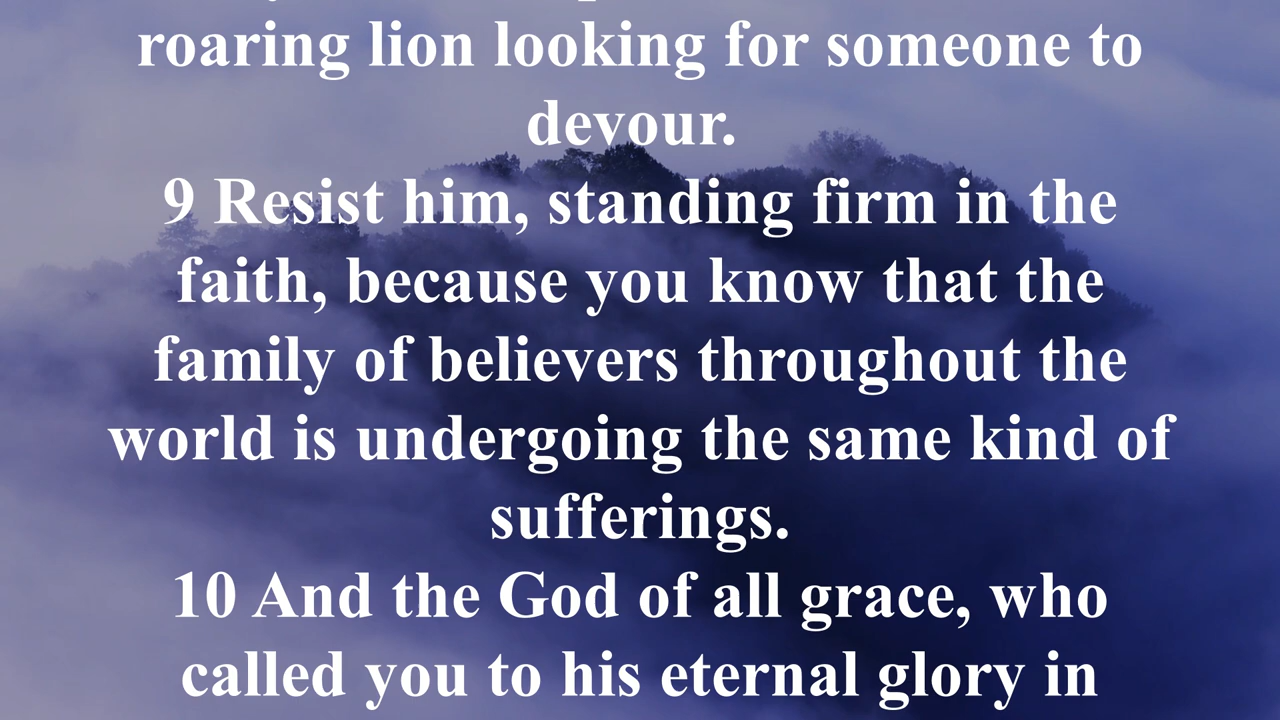 roaring lion looking for someone to
devour.
9 Resist him, standing firm in the
faith, because you know that the
family of believers throughout the
world is undergoing the same kind of
sufferings.
10 And the God of all grace, who
called you to his eternal glory in